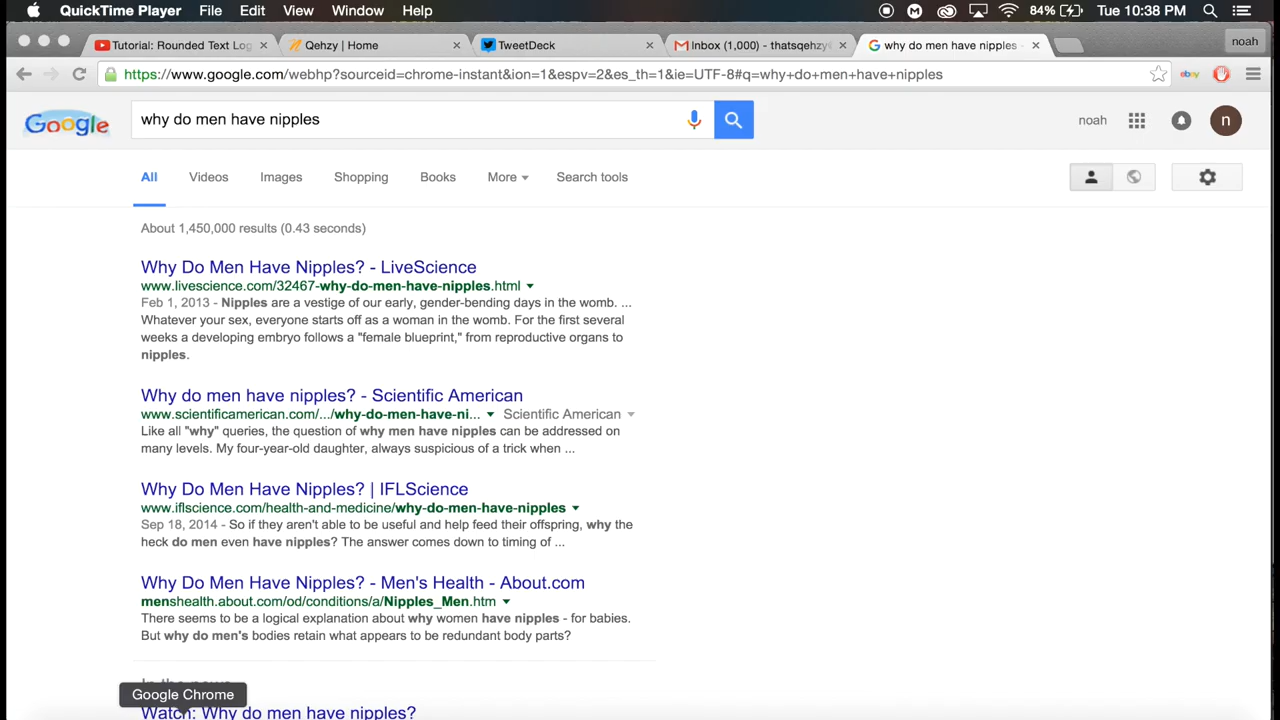 QuickTime Player File Edit View Window Help 84% Tue 10:38 PM
Tutorial: Rounded Text Log Qehzy | Home TweetDeck Inbox (1,000) - thatsqehzy why do men have nipples - noah
https://www.google.com/webhp?sourceid=chrome-instant&ion=1&espv=2&es_th=1&ie=UTF-8#q=why+do+men+have+nipples ebay
Google why do men have nipples noah n
All Videos Images Shopping Books More Search tools
About 1,450,000 results (0.43 seconds)
Why Do Men Have Nipples? - LiveScience
www.livescience.com/32467-why-do-men-have-nipples.html
Feb 1, 2013 - Nipples are a vestige of our early, gender-bending days in the womb. ...
Whatever your sex, everyone starts off as a woman in the womb. For the first several
weeks a developing embryo follows a "female blueprint," from reproductive organs to
nipples.
Why do men have nipples? - Scientific American
www.scientificamerican.com/.../why-do-men-have-ni... Scientific American
Like all "why" queries, the question of why men have nipples can be addressed on
many levels. My four-year-old daughter, always suspicious of a trick when ...
Why Do Men Have Nipples? | IFLScience
www.iflscience.com/health-and-medicine/why-do-men-have-nipples
Sep 18, 2014 - So if they aren't able to be useful and help feed their offspring, why the
heck do men even have nipples? The answer comes down to timing of ...
Why Do Men Have Nipples? - Men's Health - About.com
menshealth.about.com/od/conditions/a/Nipples_Men.htm
There seems to be a logical explanation about why women have nipples - for babies.
But why do men's bodies retain what appears to be redundant body parts?
In the news
Google Chrome
Watch: Why do men have nipples?